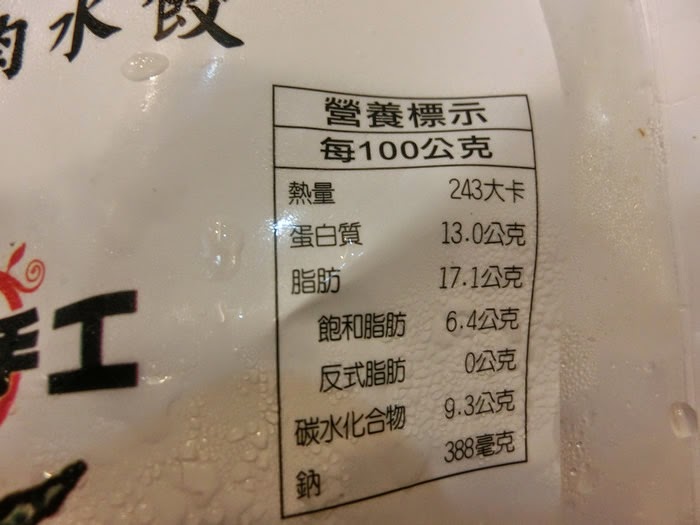 肉水餃
手工
營養標示
每100公克
熱量 243大卡
蛋白質 13.0公克
脂肪 17.1公克
飽和脂肪 6.4公克
反式脂肪 0公克
碳水化合物 9.3公克
鈉 388毫克